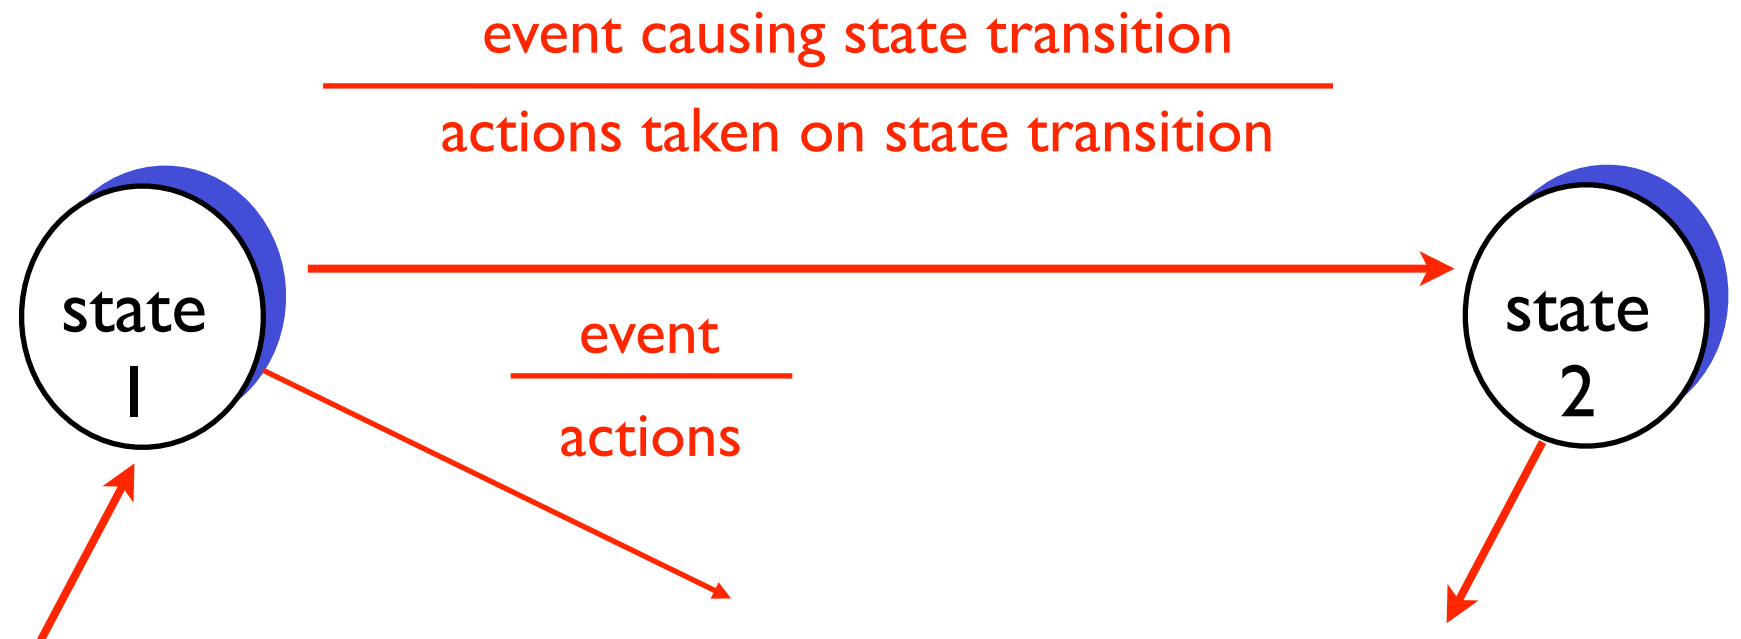 event causing state transition
actions taken on state transition
state
1
event
actions
state
2